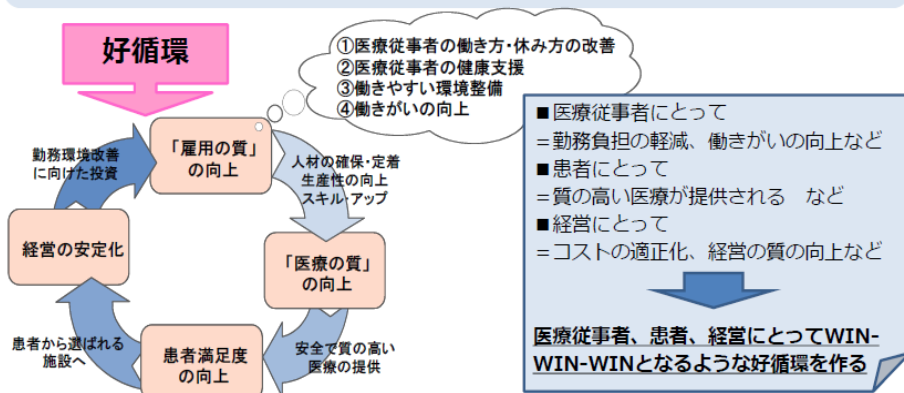 好循環
①医療従事者の働き方・休み方の改善
②医療従事者の健康支援
③働きやすい環境整備
④働きがいの向上
「雇用の質」
の向上
人材の確保・定着
生産性の向上
スキル・アップ
「医療の質」
の向上
安全で質の高い
医療の提供
患者満足度
の向上
患者から選ばれる
施設へ
経営の安定化
勤務環境改善
に向けた投資
■医療従事者にとって
＝勤務負担の軽減、働きがいの向上など
■患者にとって
＝質の高い医療が提供される　など
■経営にとって
＝コストの適正化、経営の質の向上など
医療従事者、患者、経営にとってWIN-
WIN-WINとなるような好循環を作る